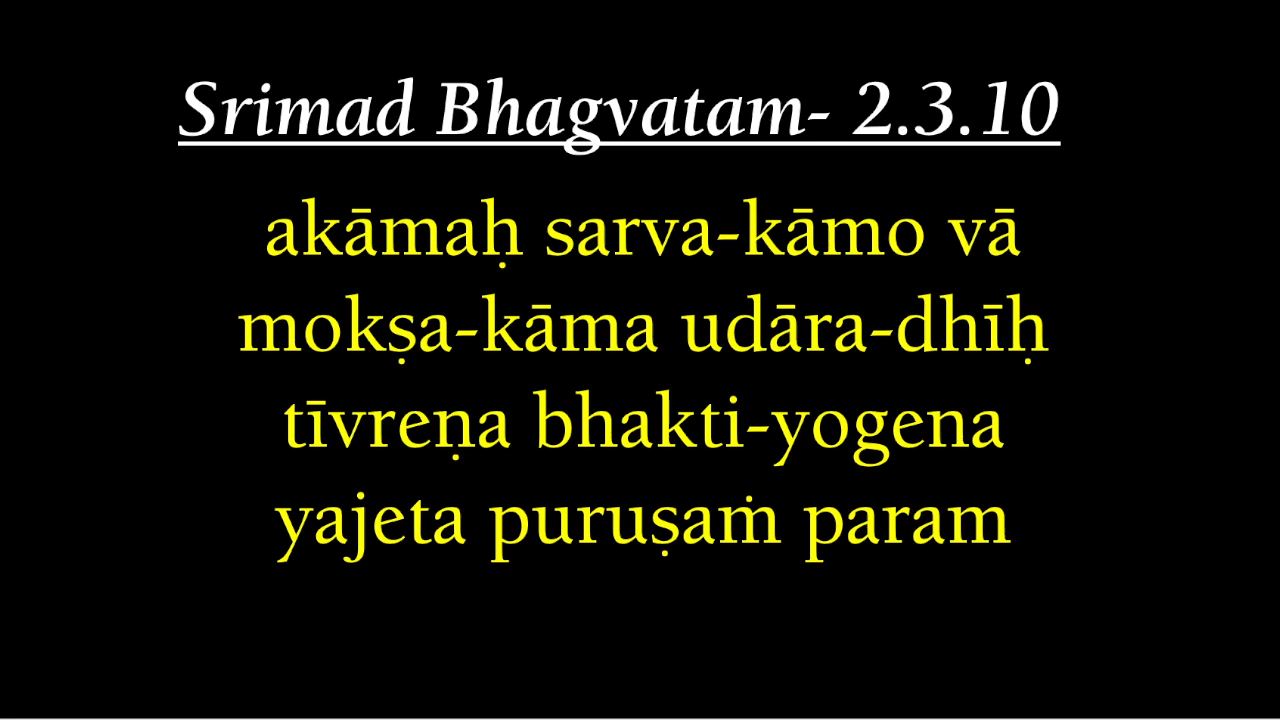 Srimad Bhagvatam- 2.3.10
akāmaḥ sarva-kāmo vā
mokṣa-kāma udāra-dhīḥ
tīvreṇa bhakti-yogena
yajeta puruṣaṁ param